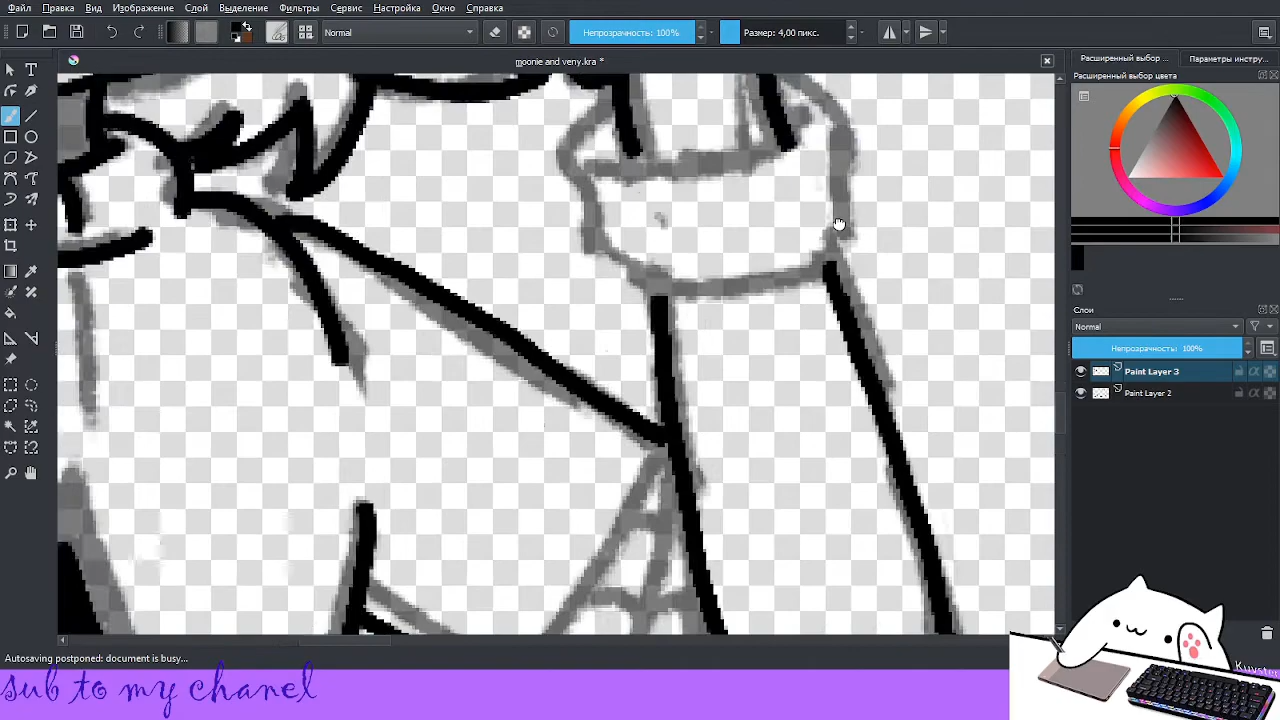 Файл Правка Вид Изображение Слой Выделение Фильтры Сервис Настройка Окно Справка
Normal Непрозрачность: 100% Размер: 4,00 пикс.
moonie and veny.kra *
Расширенный выбор ... Параметры инстру...
Расширенный выбор цвета
Слои
Normal
Непрозрачность: 100%
Paint Layer 3
Paint Layer 2
Autosaving postponed: document is busy...
sub to my chanel
Kuvster